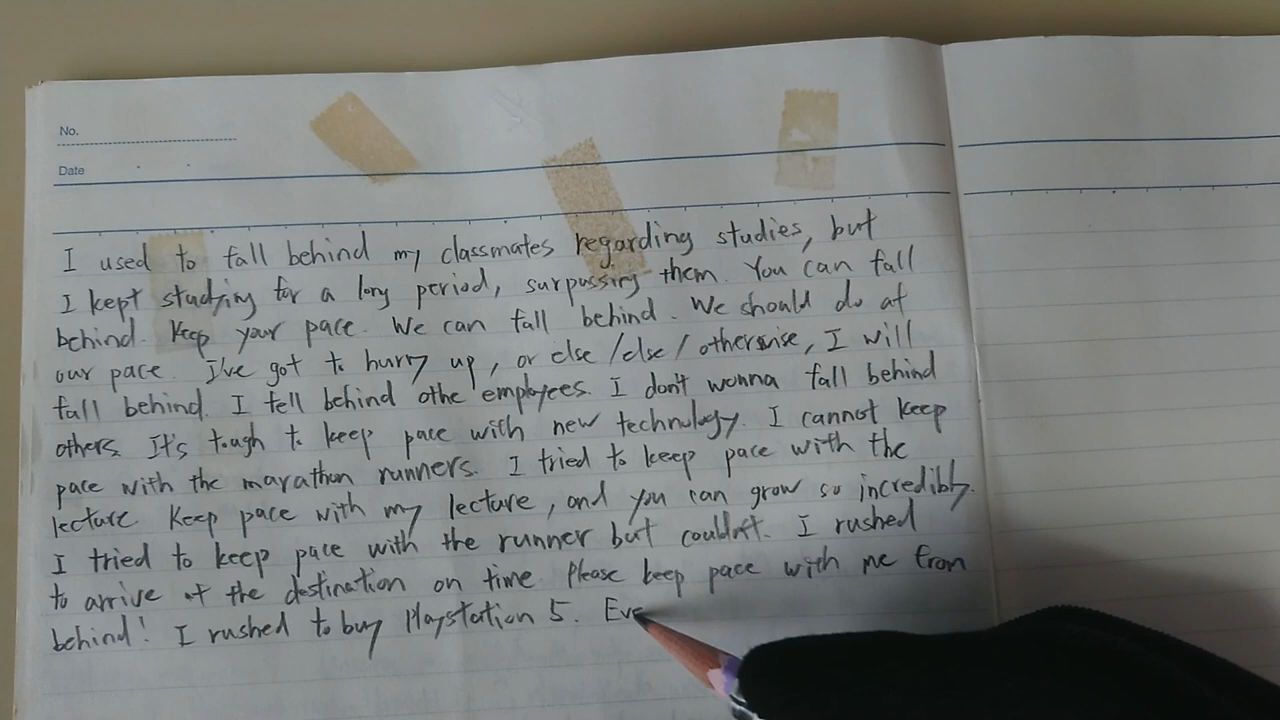 No.
Date
I used to fall behind my classmates regarding studies, but
I kept studying for a long period, surpassing them. You can fall
behind. Keep your pace. We can fall behind. We should do at
our pace. I've got to hurry up, or else / else / otherwise, I will
fall behind. I fell behind othe employees. I don't wanna fall behind
others. It's tough to keep pace with new technology. I cannot keep
pace with the marathon runners. I tried to keep pace with the
lecture. Keep pace with my lecture, and you can grow so incredibly.
I tried to keep pace with the runner but couldn't. I rushed
to arrive at the destination on time. Please keep pace with me from
behind! I rushed to buy Playstation 5. Eve